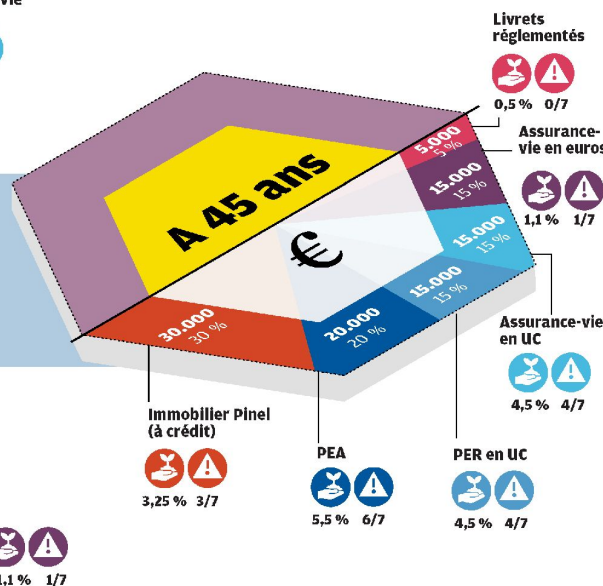 vie
Livrets
réglementés
0,5 % 0/7
Assurance-
vie en euros
1,1 % 1/7
A 45 ans
€
5.000
5 %
15.000
15 %
15.000
15 %
15.000
15 %
20.000
20 %
30.000
30 %
Assurance-vie
en UC
4,5 % 4/7
Immobilier Pinel
(à crédit)
3,25 % 3/7
PEA
5,5 % 6/7
PER en UC
4,5 % 4/7
1,1 % 1/7